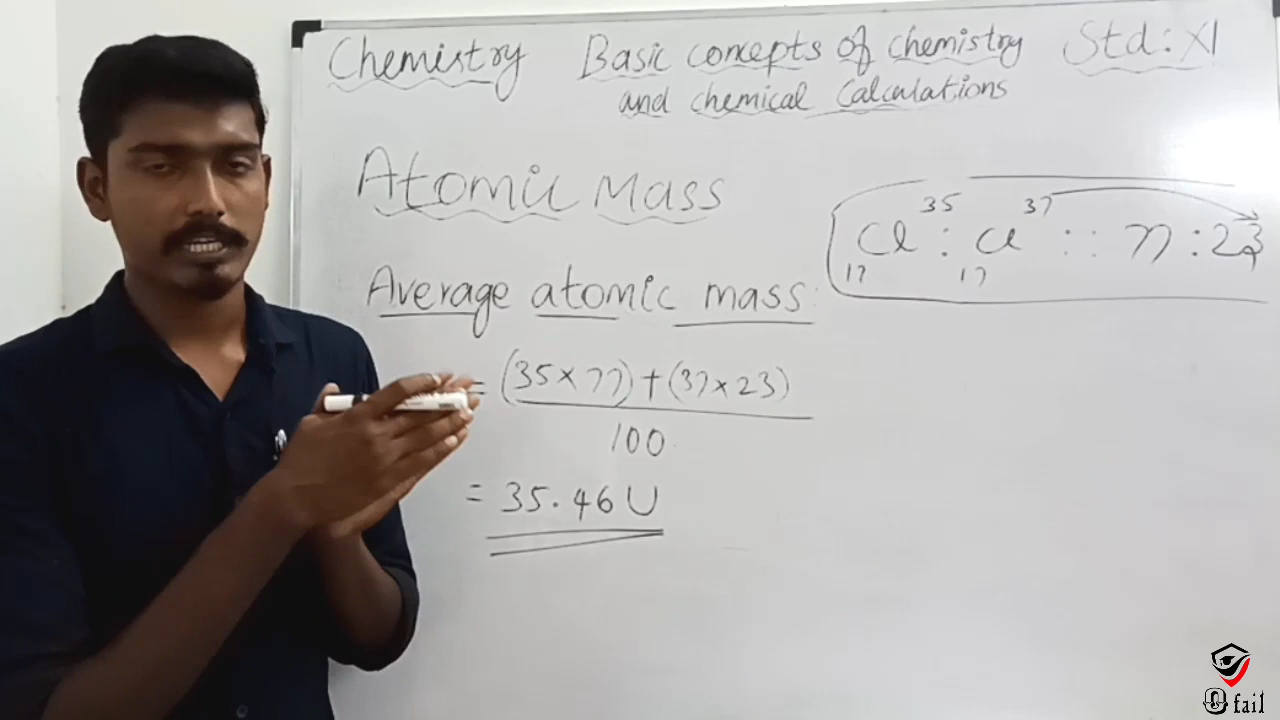 Chemistry Basic concepts of chemistry Std: XI
and chemical calculations
Atomic Mass
35 37
Cl : Cl :: 77 : 23
17 17
Average atomic mass:
= (35 × 77) + (37 × 23)
100
= 35.46 U
0 fail